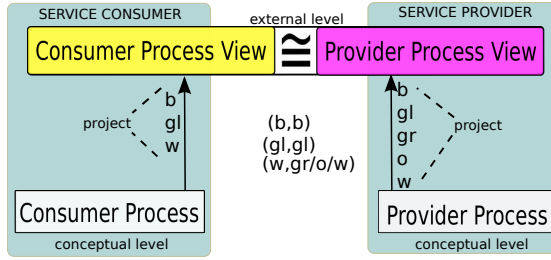 SERVICE CONSUMER
external level
SERVICE PROVIDER
Consumer Process View
≅
Provider Process View
b
gl
w
project
(b,b)
(gl,gl)
(w,gr/o/w)
b
gl
gr
o
w
project
Consumer Process
Provider Process
conceptual level
conceptual level